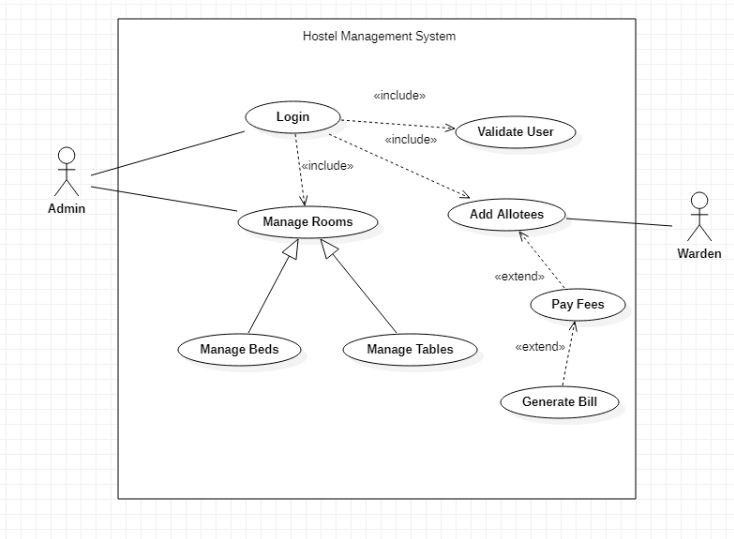 Hostel Management System
«include»
Login
Validate User
«include»
«include»
Admin
Manage Rooms
Add Allotees
Warden
«extend»
Pay Fees
Manage Beds
Manage Tables
«extend»
Generate Bill